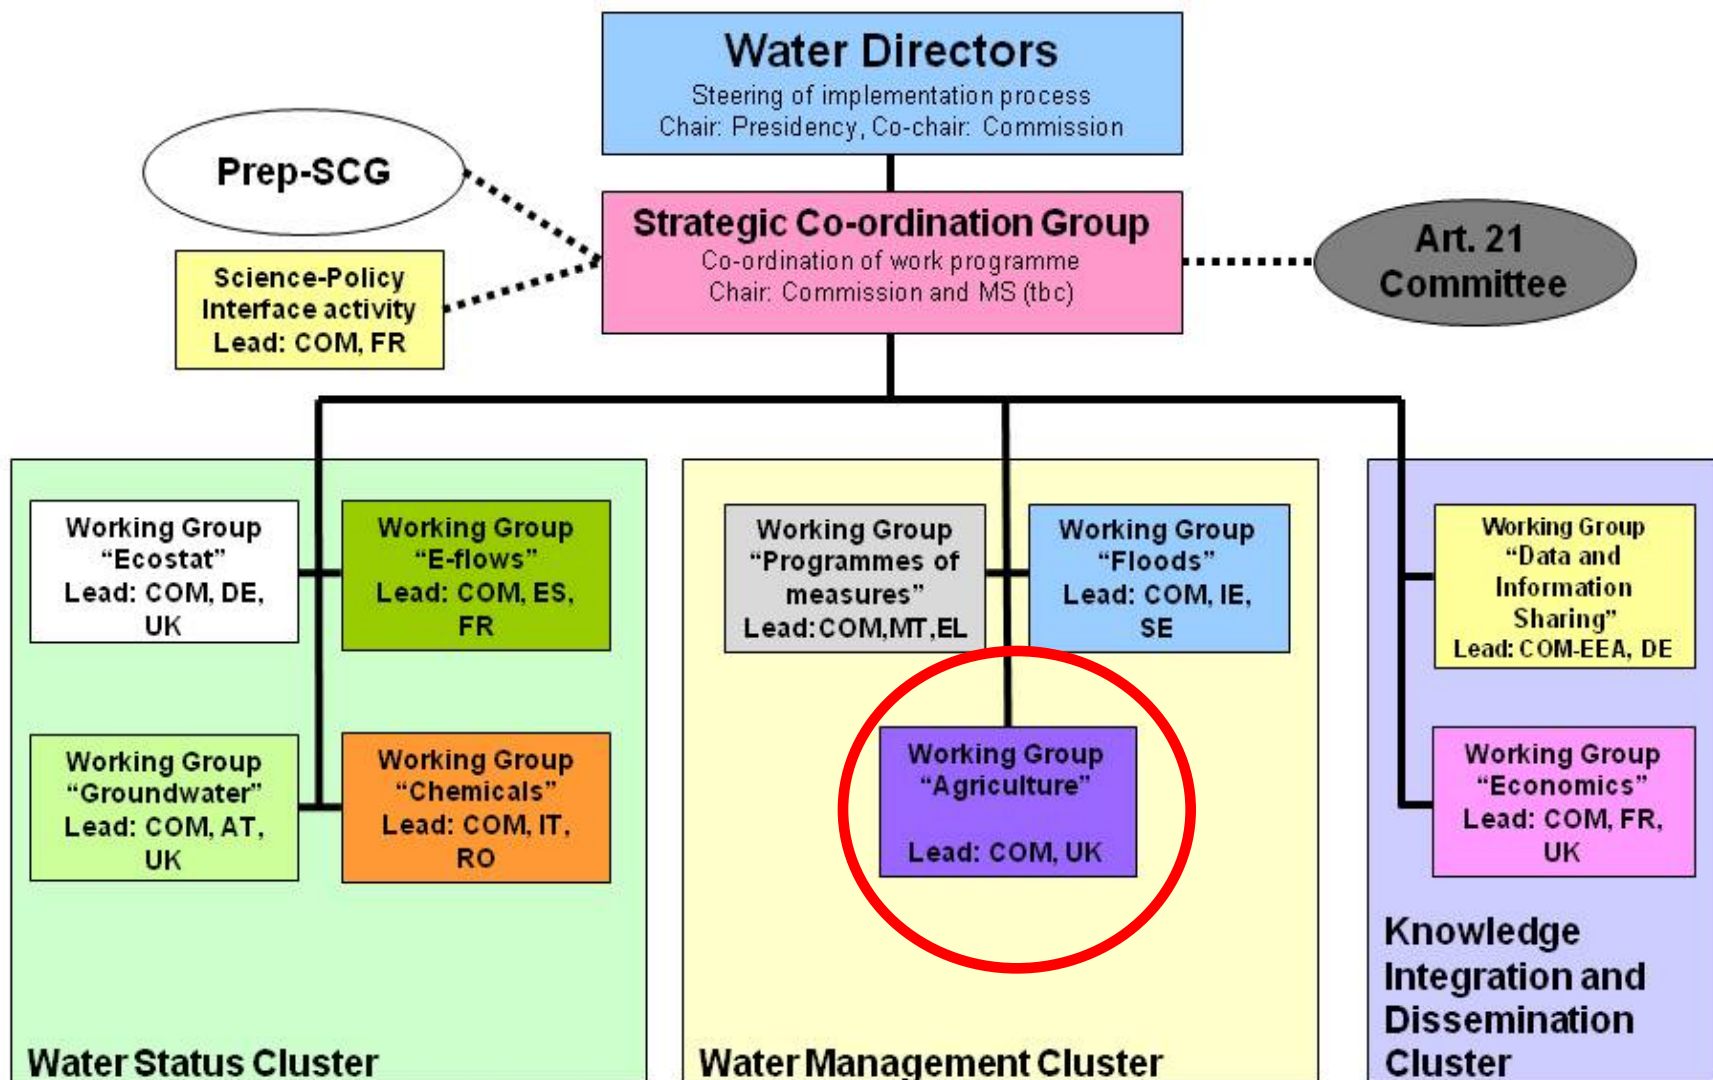 Water Directors
Steering of implementation process
Chair: Presidency, Co-chair: Commission
Prep-SCG
Strategic Co-ordination Group
Co-ordination of work programme
Chair: Commission and MS (tbc)
Art. 21
Committee
Science-Policy
Interface activity
Lead: COM, FR
Working Group
“Ecostat”
Lead: COM, DE,
UK
Working Group
“E-flows”
Lead: COM, ES,
FR
Working Group
“Groundwater”
Lead: COM, AT,
UK
Working Group
“Chemicals”
Lead: COM, IT,
RO
Water Status Cluster
Working Group
“Programmes of
measures”
Lead:COM,MT,EL
Working Group
“Floods”
Lead: COM, IE,
SE
Working Group
“Agriculture”
Lead: COM, UK
Water Management Cluster
Working Group
“Data and
Information
Sharing”
Lead: COM-EEA, DE
Working Group
“Economics”
Lead: COM, FR,
UK
Knowledge
Integration and
Dissemination
Cluster